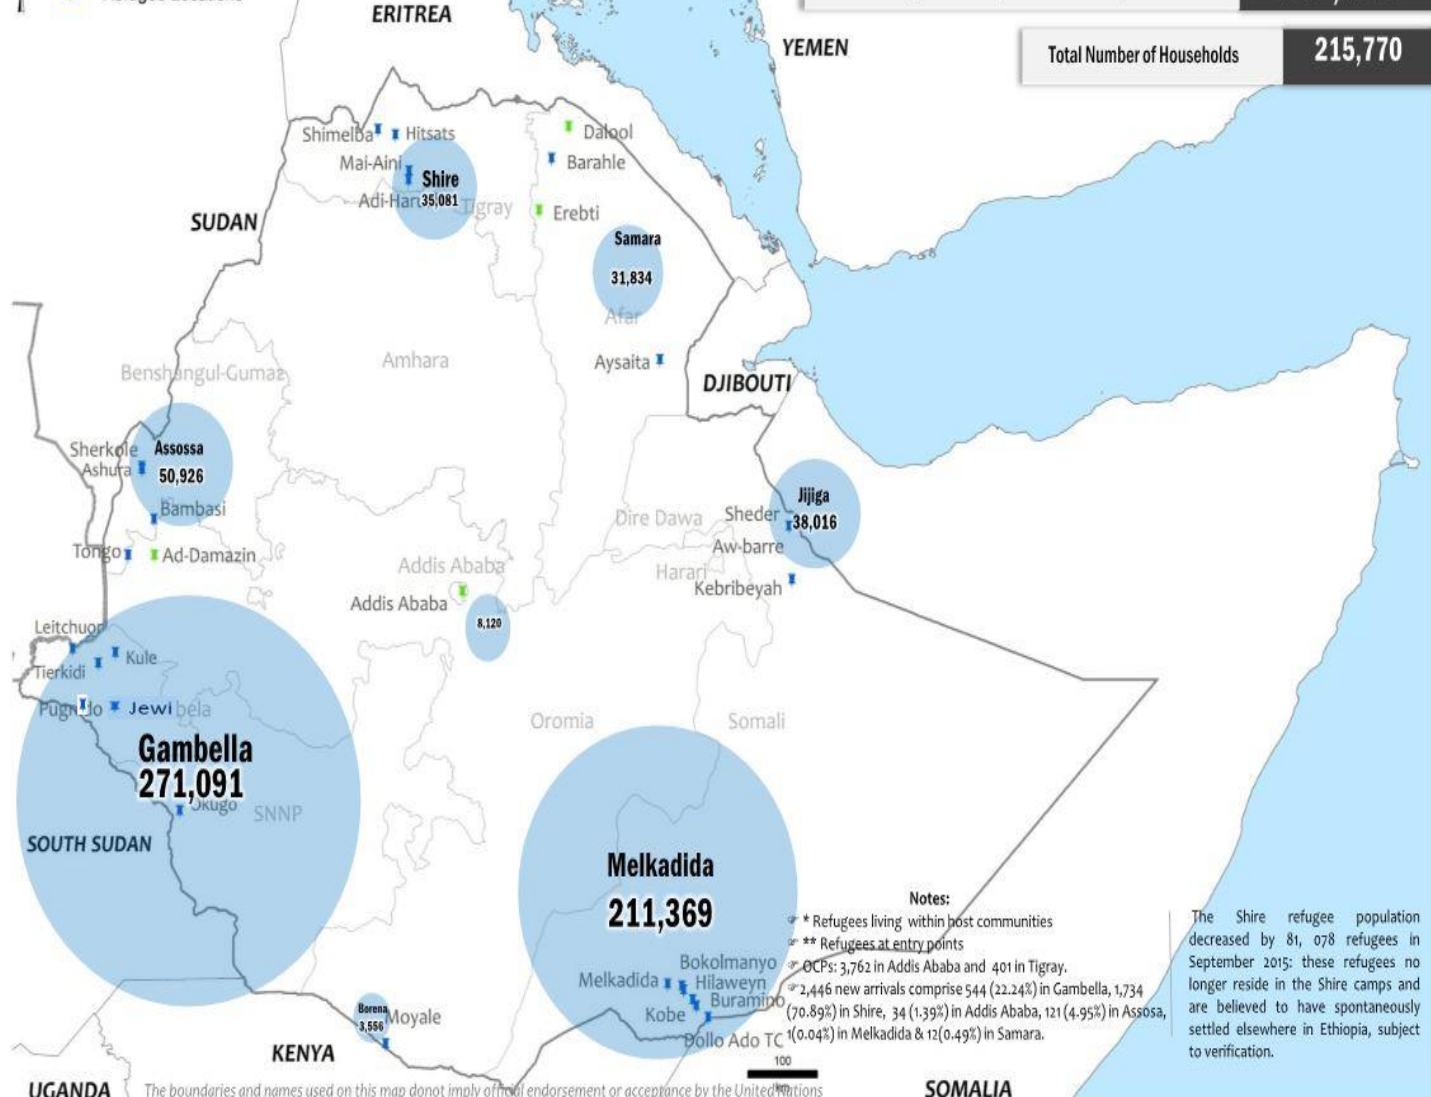 ERITREA
YEMEN
Total Number of Households 215,770
Shimelba Hitsats
Dalool
Mai-Aini
Barahle
Shire
35,081
Tigray
Erebti
SUDAN
Samara
31,834
Afar
Amhara
Aysaita
Benshangul-Gumaz
DJIBOUTI
Sherkole
Assossa
Ashura
50,926
Bambasi
Jijiga
38,016
Dire Dawa
Sheder
Aw-barre
Tongo
Ad-Damazin
Addis Ababa
Harari
Kebribeyah
Addis Ababa
8,120
Leitchuor
Kule
Tierkidi
Jewi
Oromia
Somali
Gambella
271,091
Okugo
SNNP
SOUTH SUDAN
Melkadida
211,369
Bokolmanyo
Melkadida
Hilaweyn
Buramino
Kobe
Dollo Ado TC
Borena
3,556
Moyale
KENYA
UGANDA
SOMALIA
100
km
Notes:
* Refugees living within host communities
** Refugees at entry points
OCPs: 3,762 in Addis Ababa and 401 in Tigray.
2,446 new arrivals comprise 544 (22.24%) in Gambella, 1,734
(70.89%) in Shire, 34 (1.39%) in Addis Ababa, 121 (4.95%) in Assosa,
1(0.04%) in Melkadida & 12(0.49%) in Samara.
The Shire refugee population
decreased by 81, 078 refugees in
September 2015: these refugees no
longer reside in the Shire camps and
are believed to have spontaneously
settled elsewhere in Ethiopia, subject
to verification.
The boundaries and names used on this map donot imply official endorsement or acceptance by the United Nations